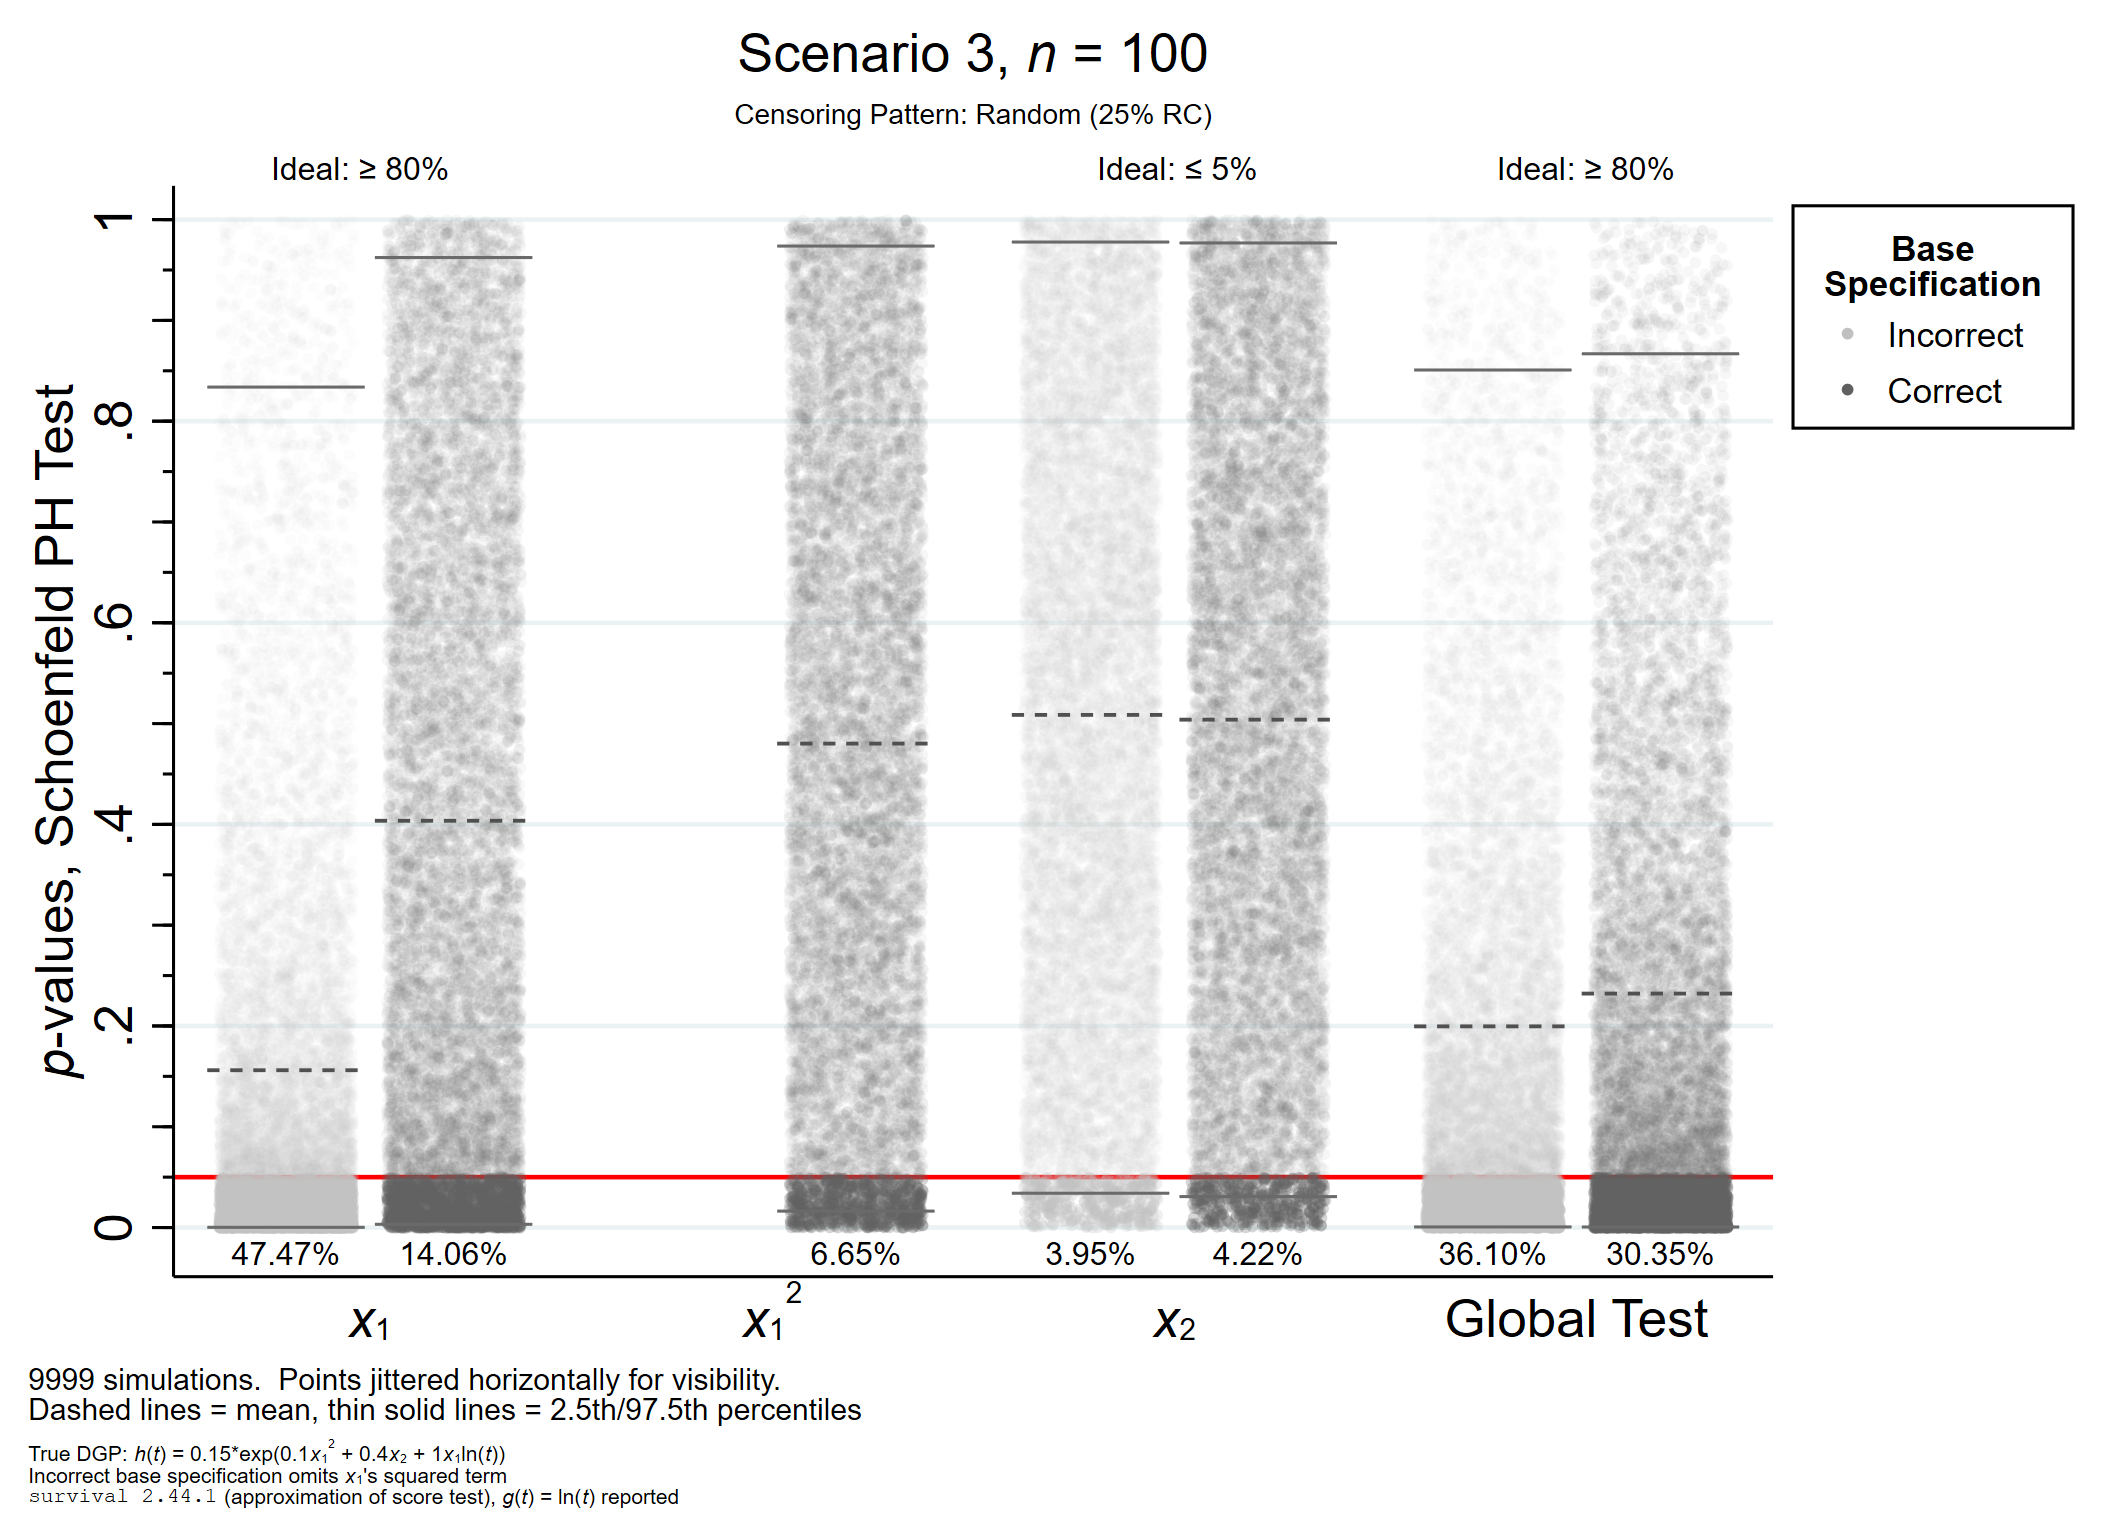 Scenario 3, n = 100
Censoring Pattern: Random (25% RC)
Ideal: ≥ 80%
Ideal: ≤ 5%
Ideal: ≥ 80%
p-values, Schoenfeld PH Test
1
.8
.6
.4
.2
0
Base
Specification
Incorrect
Correct
47.47% 14.06% 6.65% 3.95% 4.22% 36.10% 30.35%
x₁ x₁² x₂ Global Test
9999 simulations.  Points jittered horizontally for visibility.
Dashed lines = mean, thin solid lines = 2.5th/97.5th percentiles
True DGP: h(t) = 0.15*exp(0.1x₁² + 0.4x₂ + 1x₁ln(t))
Incorrect base specification omits x₁'s squared term
survival 2.44.1 (approximation of score test), g(t) = ln(t) reported